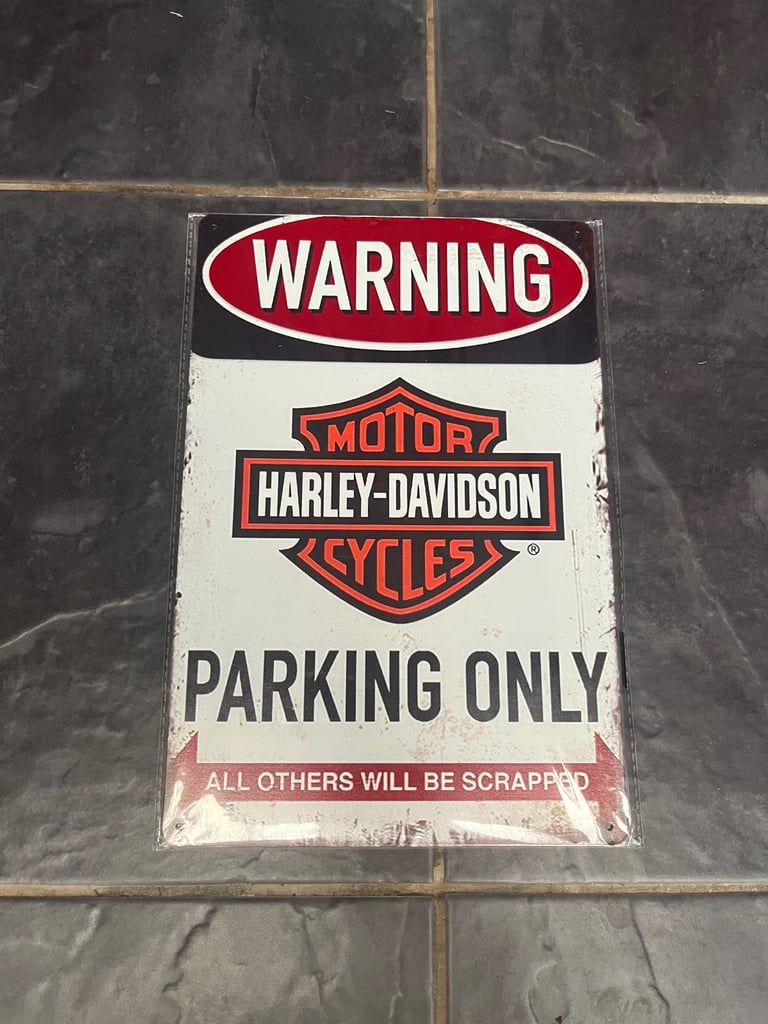 WARNING
MOTOR
HARLEY-DAVIDSON
CYCLES
®
PARKING ONLY
ALL OTHERS WILL BE SCRAPPED